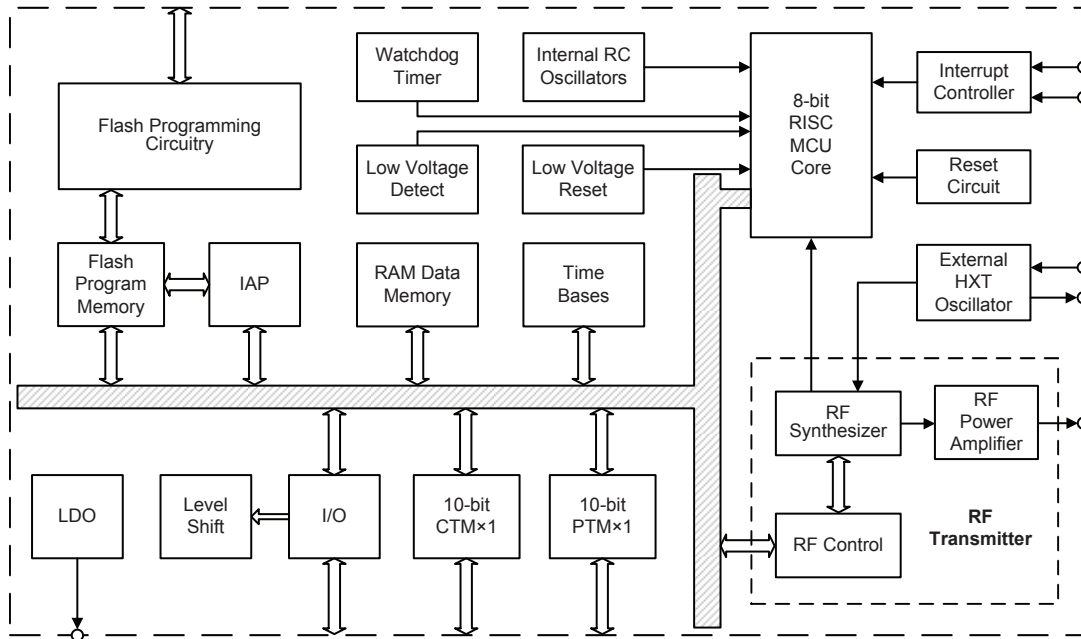 Watchdog
Timer
Internal RC
Oscillators
8-bit
RISC
MCU
Core
Interrupt
Controller
Flash Programming
Circuitry
Low Voltage
Detect
Low Voltage
Reset
Reset
Circuit
Flash
Program
Memory
IAP
RAM Data
Memory
Time
Bases
External
HXT
Oscillator
RF
Synthesizer
RF
Power
Amplifier
LDO
Level
Shift
I/O
10-bit
CTM×1
10-bit
PTM×1
RF Control
RF
Transmitter